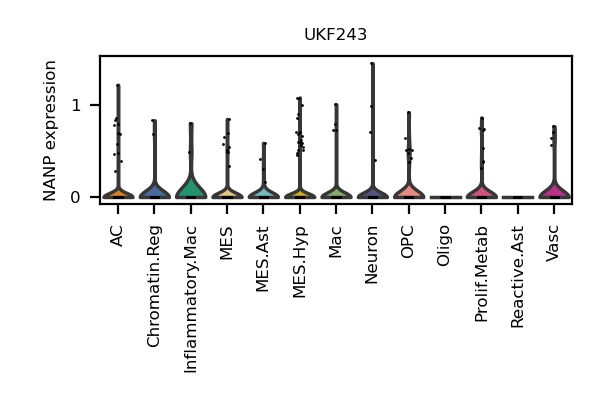 UKF243
NANP expression
1
0
AC
Chromatin.Reg
Inflammatory.Mac
MES
MES.Ast
MES.Hyp
Mac
Neuron
OPC
Oligo
Prolif.Metab
Reactive.Ast
Vasc